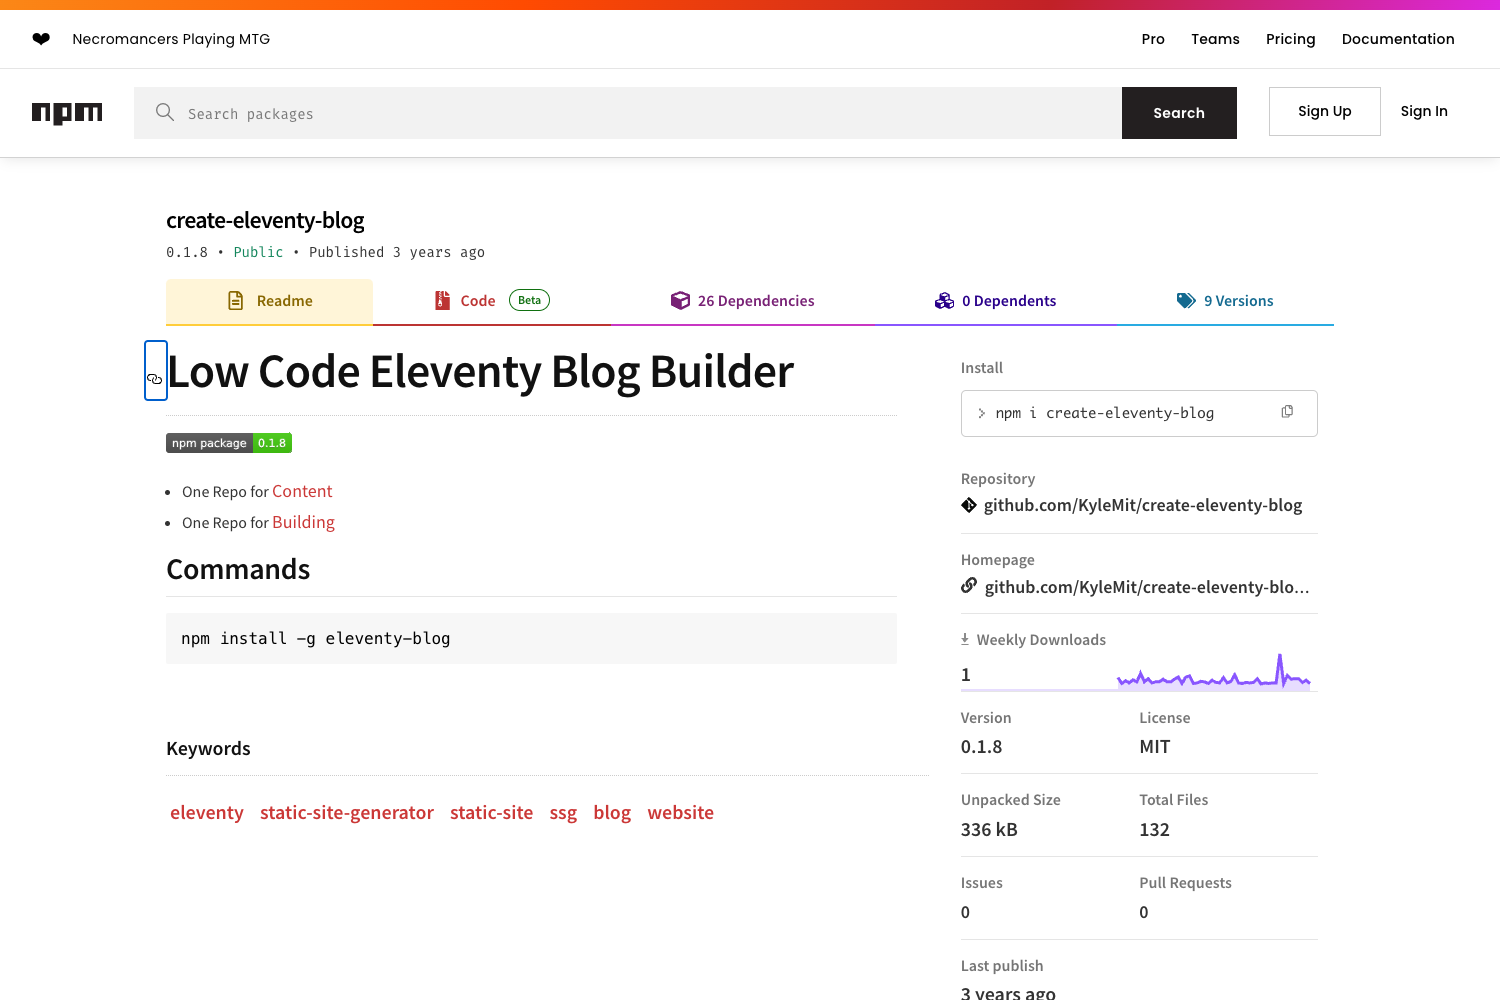 Necromancers Playing MTG
Pro Teams Pricing Documentation
npm
Search packages
Search
Sign Up
Sign In
create-eleventy-blog
0.1.8 • Public • Published 3 years ago
Readme
Code Beta
26 Dependencies
0 Dependents
9 Versions
Low Code Eleventy Blog Builder
npm package 0.1.8
• One Repo for Content
• One Repo for Building
Commands
npm install -g eleventy-blog
Keywords
eleventy static-site-generator static-site ssg blog website
Install
> npm i create-eleventy-blog
Repository
github.com/KyleMit/create-eleventy-blog
Homepage
github.com/KyleMit/create-eleventy-blo...
Weekly Downloads
1
Version
0.1.8
License
MIT
Unpacked Size
336 kB
Total Files
132
Issues
0
Pull Requests
0
Last publish
3 years ago